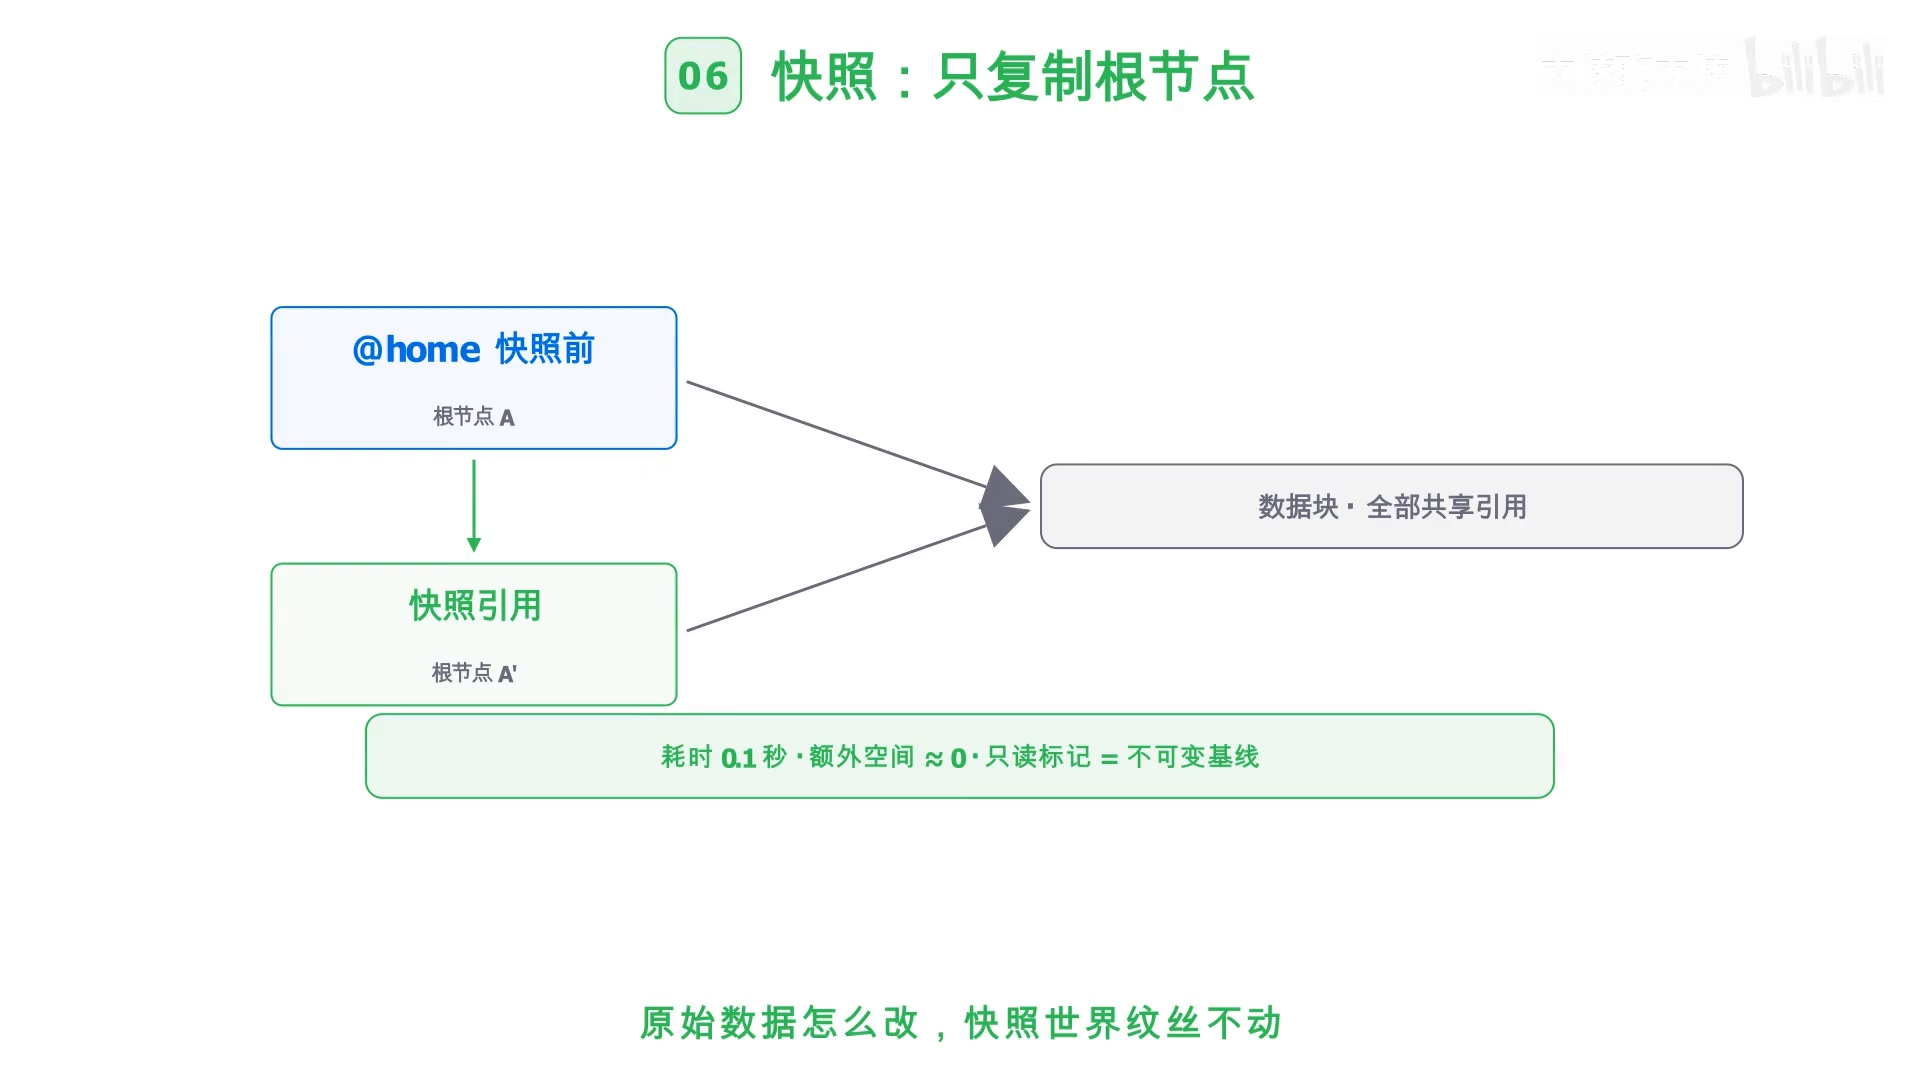 06 快照：只复制根节点
bilibili
@home 快照前
根节点 A
数据块 · 全部共享引用
快照引用
根节点 A'
耗时 0.1 秒 · 额外空间 ≈ 0 · 只读标记 = 不可变基线
原始数据怎么改，快照世界纹丝不动